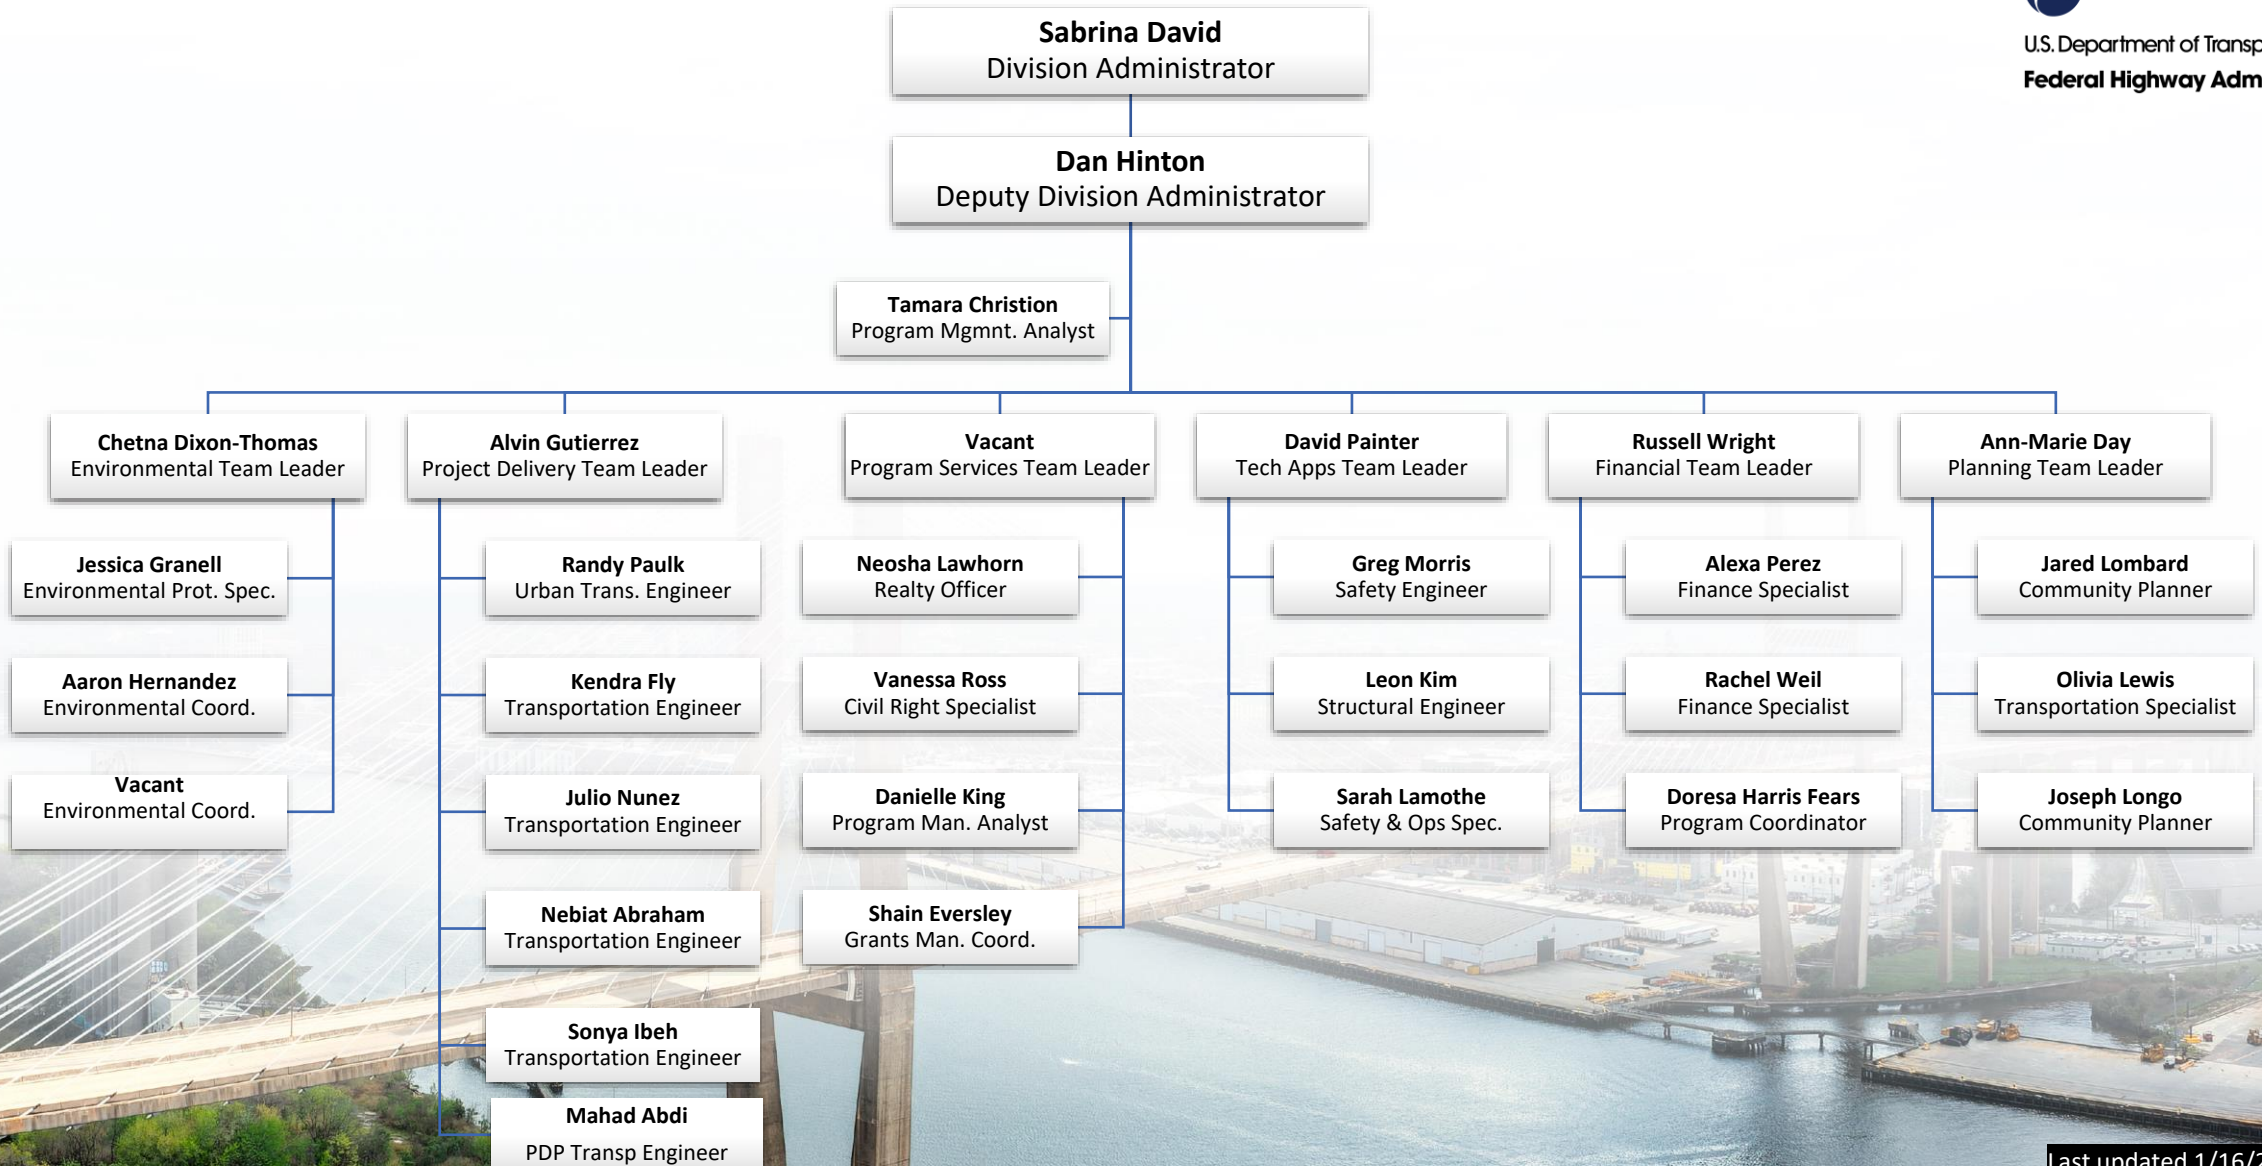 Sabrina David
Division Administrator
U.S. Department of
Federal Highway
Dan Hinton
Deputy Division Administrator
Tamara Christion
Program Mgmnt. Analyst
Chetna Dixon-Thomas
Environmental Team Leader
Alvin Gutierrez
Project Delivery Team Leader
Vacant
Program Services Team Leader
David Painter
Tech Apps Team Leader
Russell Wright
Financial Team Leader
Ann-Marie Day
Planning Team Leader
Jessica Granell
Environmental Prot. Spec.
Randy Paulk
Urban Trans. Engineer
Neosha Lawhorn
Realty Officer
Greg Morris
Safety Engineer
Alexa Perez
Finance Specialist
Jared Lombard
Community Planner
Aaron Hernandez
Environmental Coord.
Kendra Fly
Transportation Engineer
Vanessa Ross
Civil Right Specialist
Leon Kim
Structural Engineer
Rachel Weil
Finance Specialist
Olivia Lewis
Transportation Specialist
Vacant
Environmental Coord.
Julio Nunez
Transportation Engineer
Danielle King
Program Man. Analyst
Sarah Lamothe
Safety & Ops Spec.
Doresa Harris Fears
Program Coordinator
Joseph Longo
Community Planner
Nebiat Abraham
Transportation Engineer
Shain Eversley
Grants Man. Coord.
Sonya Ibeh
Transportation Engineer
Mahad Abdi
PDP Transp Engineer
Last updated